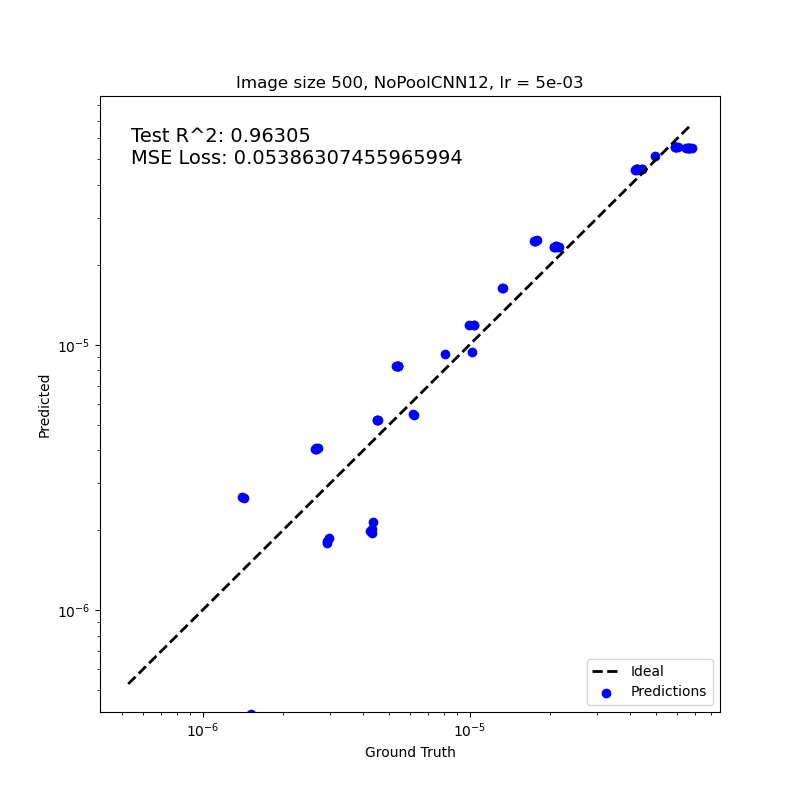 Image size 500, NoPoolCNN12, lr = 5e-03
Test R^2: 0.96305
MSE Loss: 0.05386307455965994
Predicted
10⁻⁵
10⁻⁶
Ideal
Predictions
10⁻⁶
10⁻⁵
Ground Truth